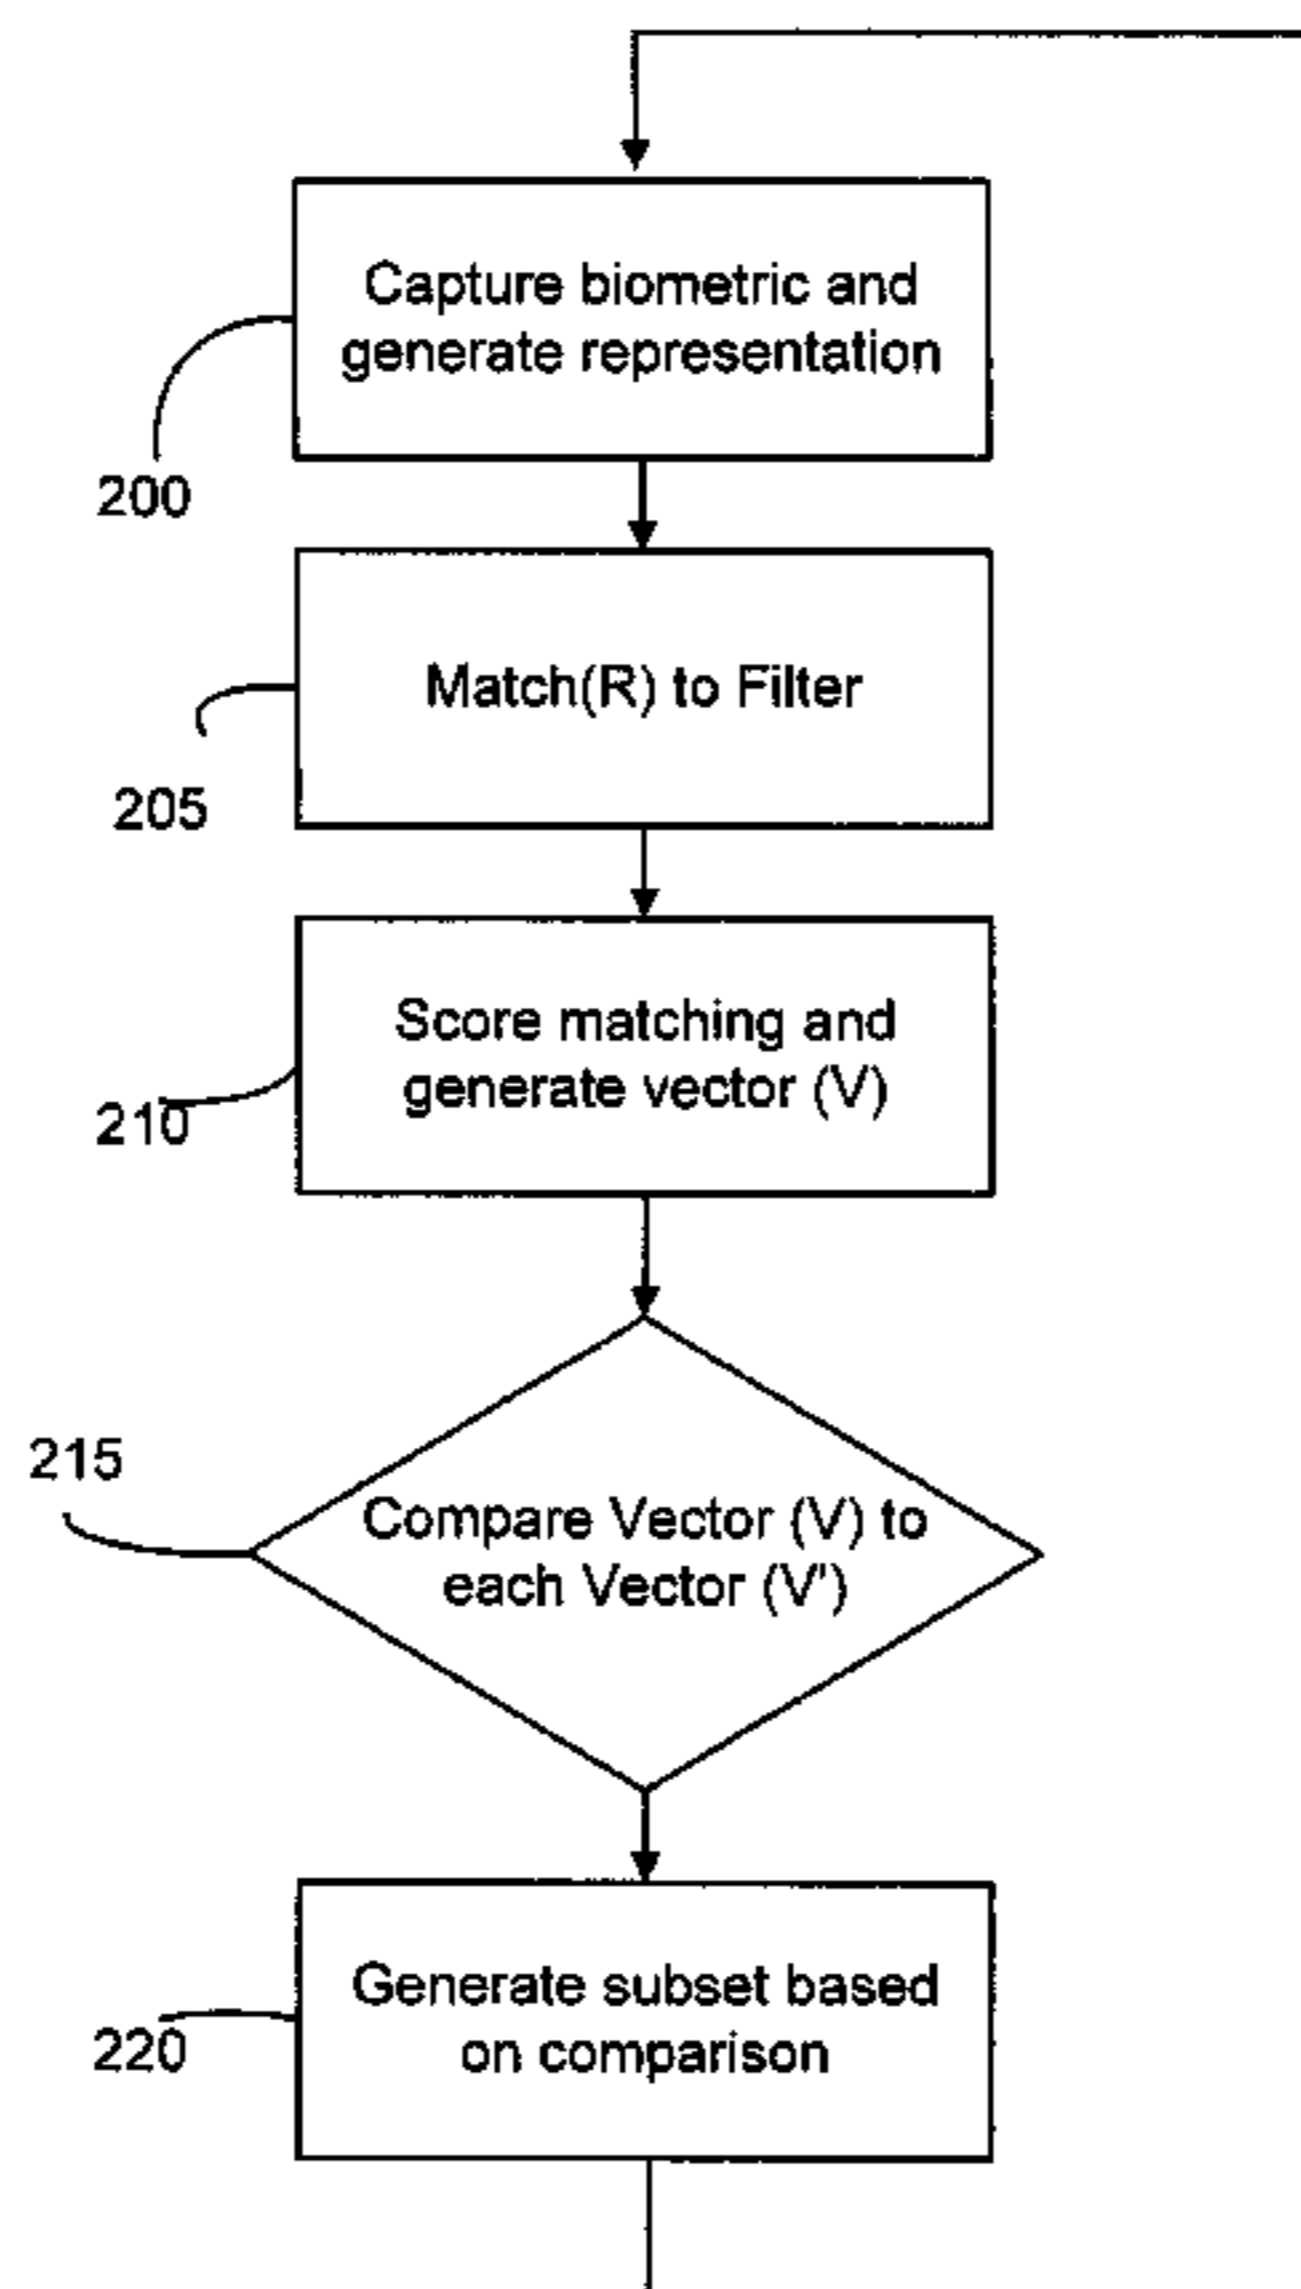 Capture biometric and
generate representation
200
Match(R) to Filter
205
Score matching and
generate vector (V)
210
215
Compare Vector (V) to
each Vector (V')
Generate subset based
on comparison
220